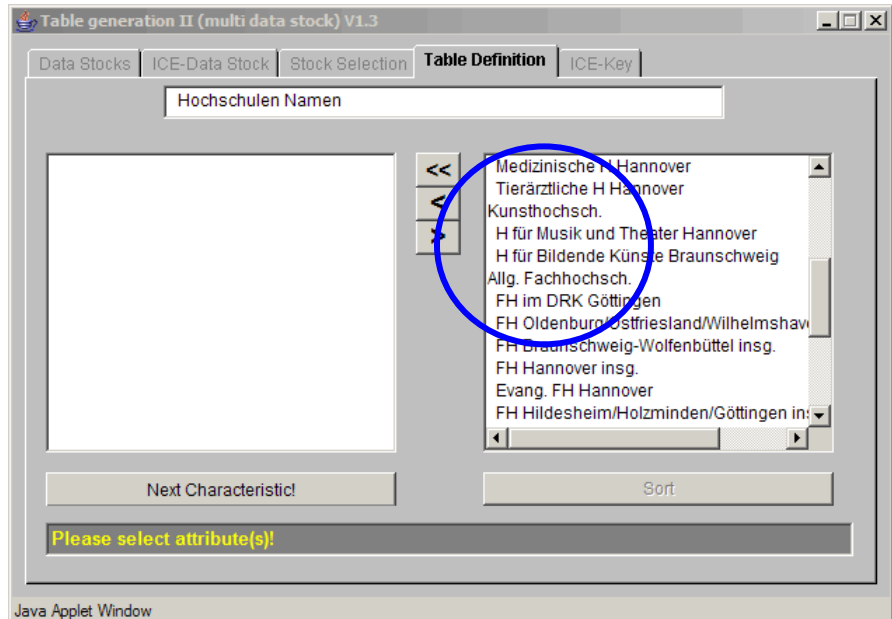 Table generation II (multi data stock) V1.3
Data Stocks ICE-Data Stock Stock Selection Table Definition ICE-Key
Hochschulen Namen
<<
<
>
Medizinische H Hannover
Tierärztliche H Hannover
Kunsthochsch.
H für Musik und Theater Hannover
H für Bildende Künste Braunschweig
Allg. Fachhochsch.
FH im DRK Göttingen
FH Oldenburg/Ostfriesland/Wilhelmshav
FH Braunschweig-Wolfenbüttel insg.
FH Hannover insg.
Evang. FH Hannover
FH Hildesheim/Holzminden/Göttingen in
Next Characteristic! Sort
Please select attribute(s)!
Java Applet Window